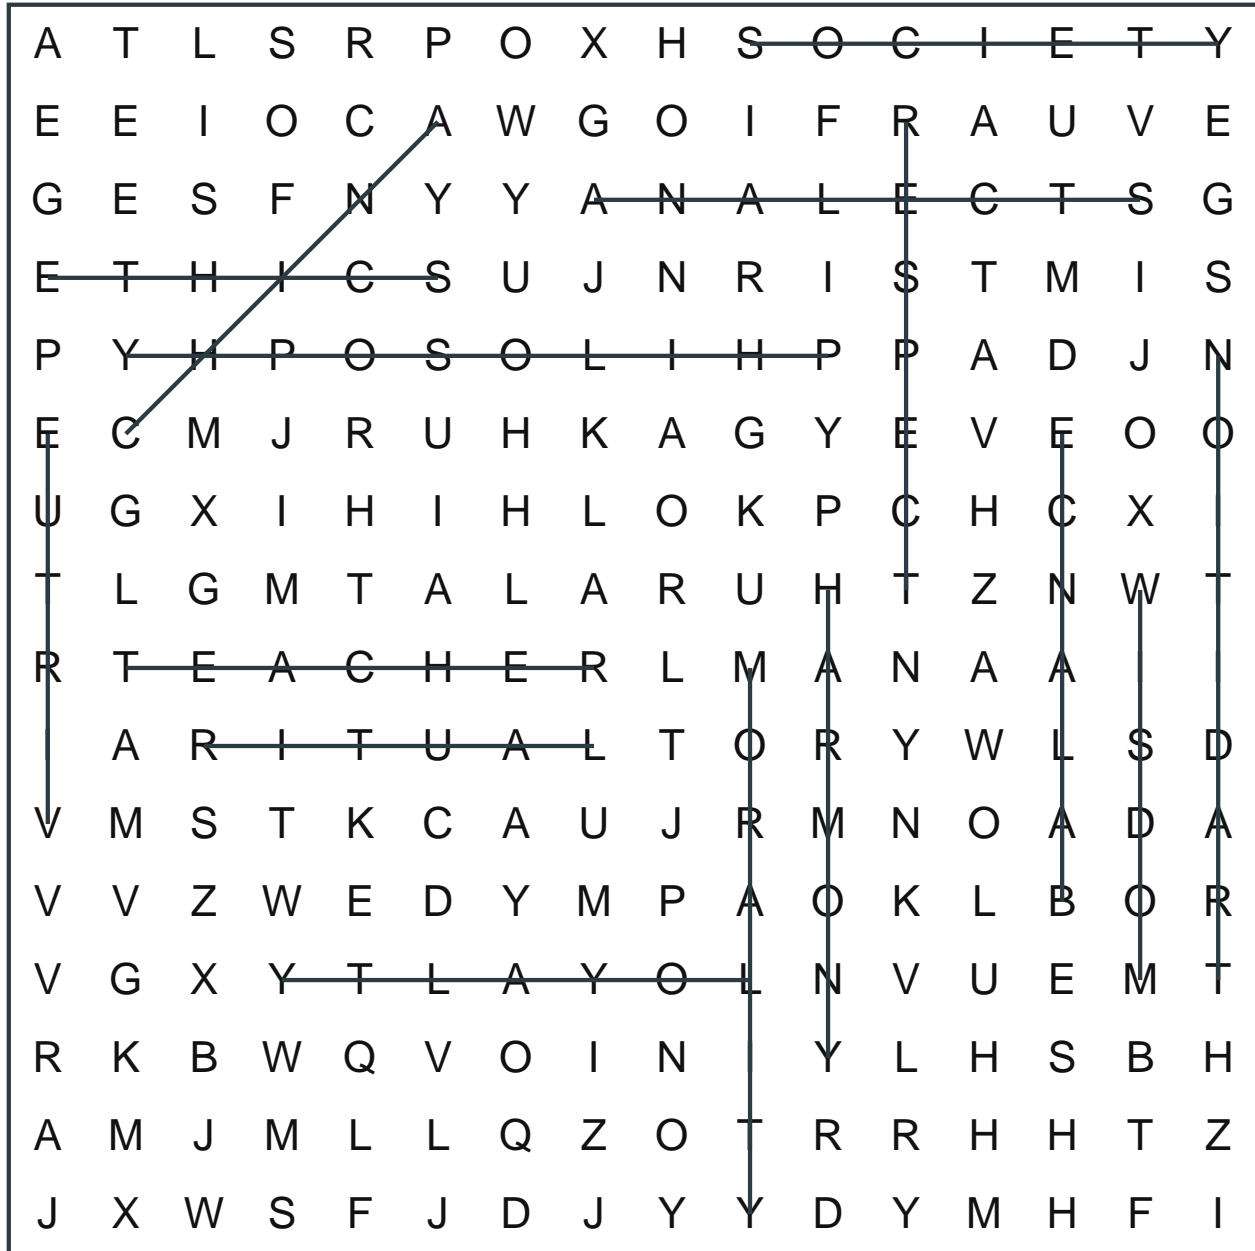 A T L S R P O X H S O C I E T Y
E E I O C A W G O I F R A U V E
G E S F N Y Y A N A L E C T S G
E T H I C S U J N R I S T M I S
P Y H P O S O L I H P P A D J N
E C M J R U H K A G Y E V E O O
U G X I H I H L O K P C H C X I
T L G M T A L A R U H T Z N W T
R T E A C H E R L M A N A A I I
I A R I T U A L T O R Y W L S D
V M S T K C A U J R M N O A D A
V V Z W E D Y M P A O K L B O R
V G X Y T L A Y O L N V U E M T
R K B W Q V O I N I Y L H S B H
A M J M L L Q Z O T R R H H T Z
J X W S F J D J Y Y D Y M H F I